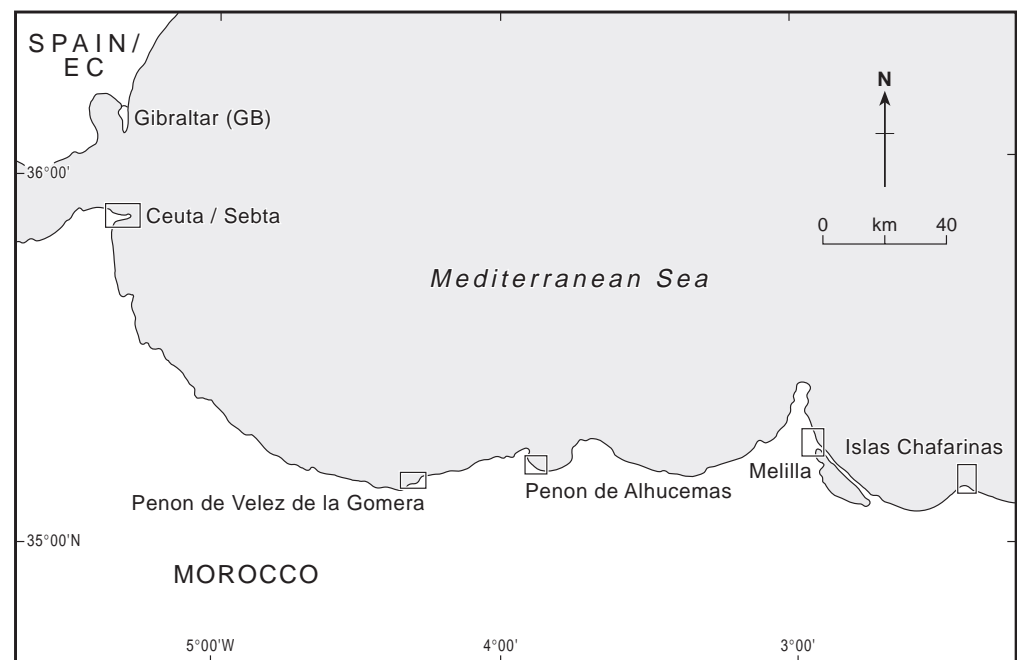 SPAIN/
EC
N
Gibraltar (GB)
36°00'
Ceuta / Sebta
0 km 40
Mediterranean Sea
Islas Chafarinas
Melilla
Penon de Alhucemas
Penon de Velez de la Gomera
35°00'N
MOROCCO
5°00'W 4°00' 3°00'